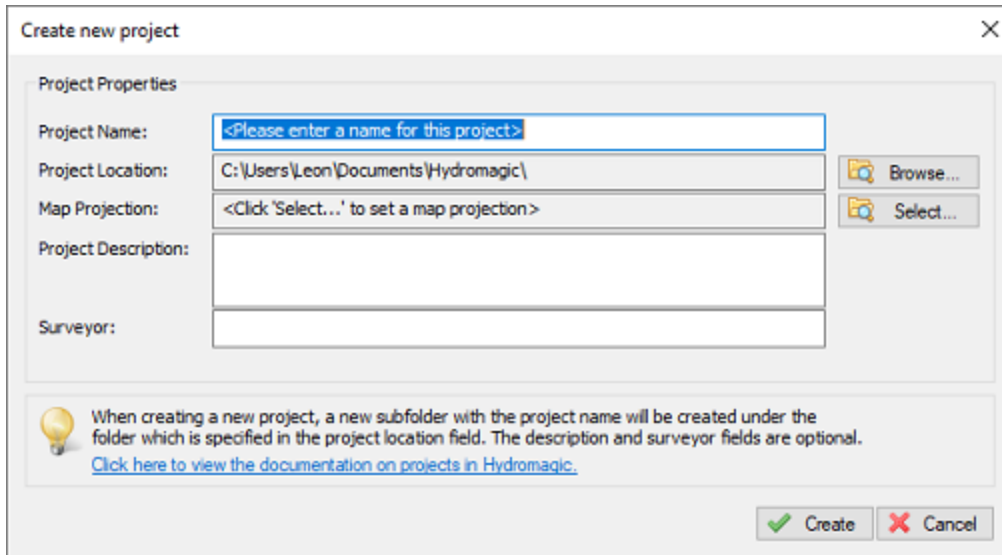 Create new project
Project Properties
Project Name: <Please enter a name for this project>
Project Location: C:\Users\Leon\Documents\Hydromagic\ Browse...
Map Projection: <Click 'Select...' to set a map projection> Select...
Project Description:
Surveyor:
When creating a new project, a new subfolder with the project name will be created under the
folder which is specified in the project location field. The description and surveyor fields are optional.
Click here to view the documentation on projects in Hydromagic.
Create Cancel